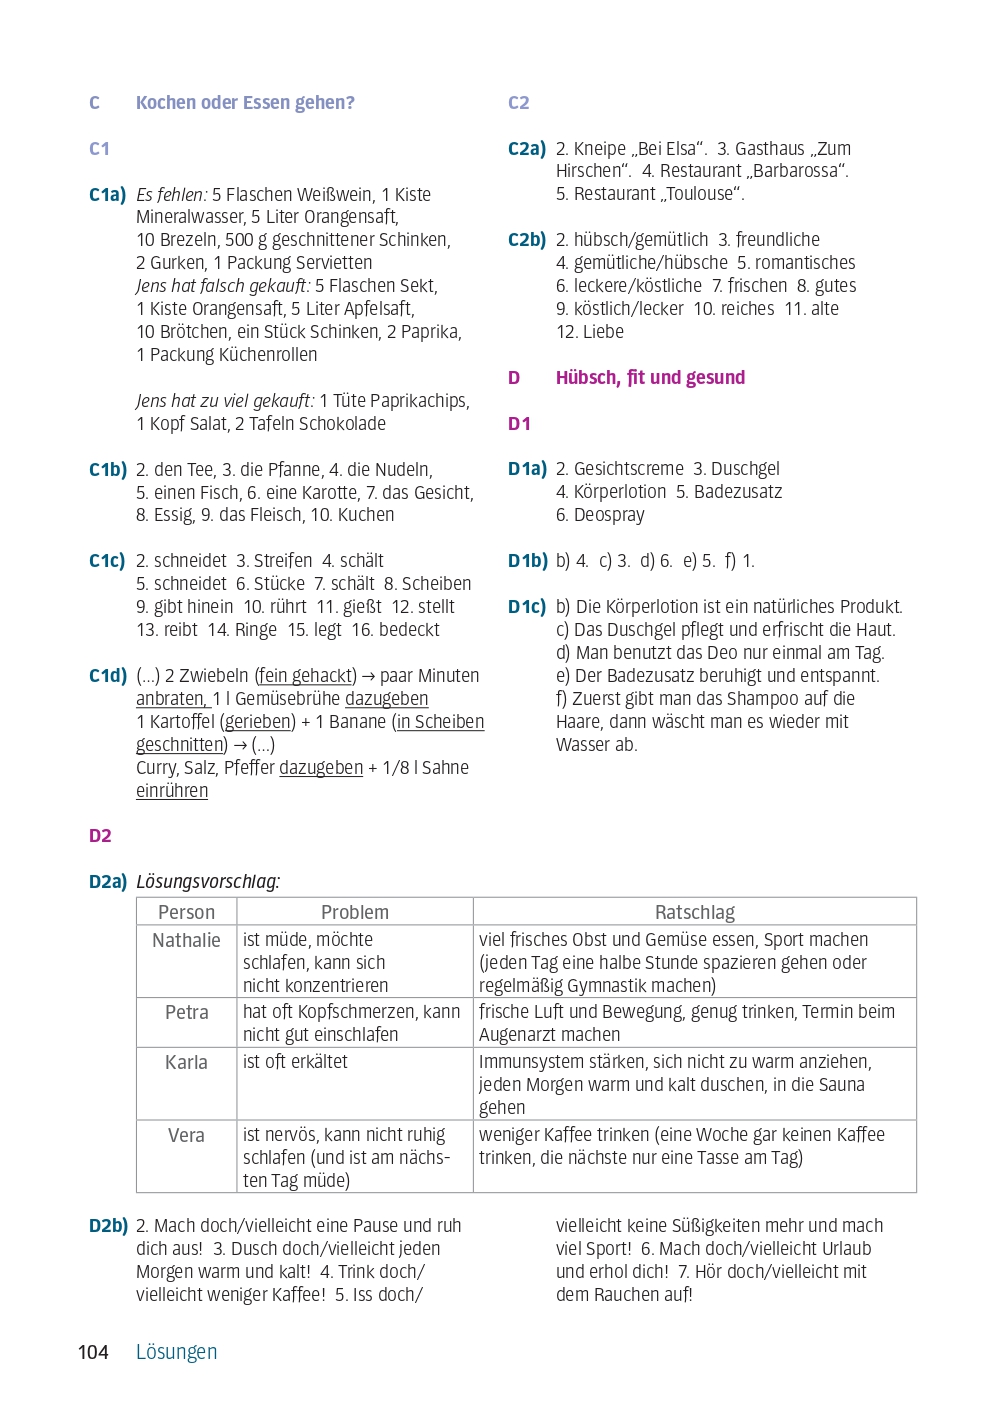 C Kochen oder Essen gehen?
C1
C1a) Es fehlen: 5 Flaschen Weißwein, 1 Kiste
Mineralwasser, 5 Liter Orangensaft,
10 Brezeln, 500 g geschnittener Schinken,
2 Gurken, 1 Packung Servietten
Jens hat falsch gekauft: 5 Flaschen Sekt,
1 Kiste Orangensaft, 5 Liter Apfelsaft,
10 Brötchen, ein Stück Schinken, 2 Paprika,
1 Packung Küchenrollen
Jens hat zu viel gekauft: 1 Tüte Paprikachips,
1 Kopf Salat, 2 Tafeln Schokolade
C1b) 2. den Tee, 3. die Pfanne, 4. die Nudeln,
5. einen Fisch, 6. eine Karotte, 7. das Gesicht,
8. Essig, 9. das Fleisch, 10. Kuchen
C1c) 2. schneidet 3. Streifen 4. schält
5. schneidet 6. Stücke 7. schält 8. Scheiben
9. gibt hinein 10. rührt 11. gießt 12. stellt
13. reibt 14. Ringe 15. legt 16. bedeckt
C1d) (...) 2 Zwiebeln (fein gehackt) → paar Minuten
anbraten, 1 l Gemüsebrühe dazugeben
1 Kartoffel (gerieben) + 1 Banane (in Scheiben
geschnitten) → (...)
Curry, Salz, Pfeffer dazugeben + 1/8 l Sahne
einrühren
C2
C2a) 2. Kneipe „Bei Elsa“. 3. Gasthaus „Zum
Hirschen“. 4. Restaurant „Barbarossa“.
5. Restaurant „Toulouse“.
C2b) 2. hübsch/gemütlich 3. freundliche
4. gemütliche/hübsche 5. romantisches
6. leckere/köstliche 7. frischen 8. gutes
9. köstlich/lecker 10. reiches 11. alte
12. Liebe
D Hübsch, fit und gesund
D1
D1a) 2. Gesichtscreme 3. Duschgel
4. Körperlotion 5. Badezusatz
6. Deospray
D1b) b) 4. c) 3. d) 6. e) 5. f) 1.
D1c) b) Die Körperlotion ist ein natürliches Produkt.
c) Das Duschgel pflegt und erfrischt die Haut.
d) Man benutzt das Deo nur einmal am Tag.
e) Der Badezusatz beruhigt und entspannt.
f) Zuerst gibt man das Shampoo auf die
Haare, dann wäscht man es wieder mit
Wasser ab.
D2
D2a) Lösungsvorschlag:
Person Problem Ratschlag
Nathalie
ist müde, möchte
schlafen, kann sich
nicht konzentrieren
viel frisches Obst und Gemüse essen, Sport machen
(jeden Tag eine halbe Stunde spazieren gehen oder
regelmäßig Gymnastik machen)
Petra
hat oft Kopfschmerzen, kann
nicht gut einschlafen
frische Luft und Bewegung, genug trinken, Termin beim
Augenarzt machen
Karla
ist oft erkältet
Immunsystem stärken, sich nicht zu warm anziehen,
jeden Morgen warm und kalt duschen, in die Sauna
gehen
Vera
ist nervös, kann nicht ruhig
schlafen (und ist am nächs-
ten Tag müde)
weniger Kaffee trinken (eine Woche gar keinen Kaffee
trinken, die nächste nur eine Tasse am Tag)
D2b) 2. Mach doch/vielleicht eine Pause und ruh
dich aus! 3. Dusch doch/vielleicht jeden
Morgen warm und kalt! 4. Trink doch/
vielleicht weniger Kaffee! 5. Iss doch/
vielleicht keine Süßigkeiten mehr und mach
viel Sport! 6. Mach doch/vielleicht Urlaub
und erhol dich! 7. Hör doch/vielleicht mit
dem Rauchen auf!
104 Lösungen